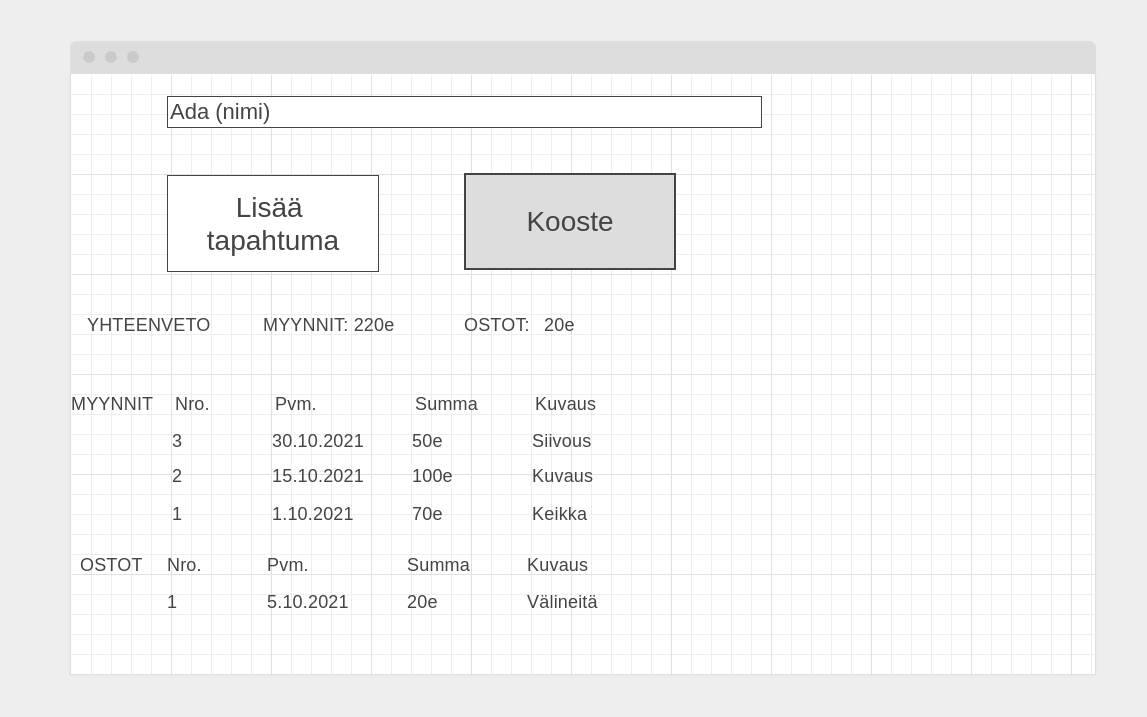 Ada (nimi)
Lisää
tapahtuma
Kooste
YHTEENVETO MYYNNIT: 220e OSTOT: 20e
MYYNNIT Nro. Pvm. Summa Kuvaus
3 30.10.2021 50e Siivous
2 15.10.2021 100e Kuvaus
1 1.10.2021 70e Keikka
OSTOT Nro. Pvm. Summa Kuvaus
1 5.10.2021 20e Välineitä